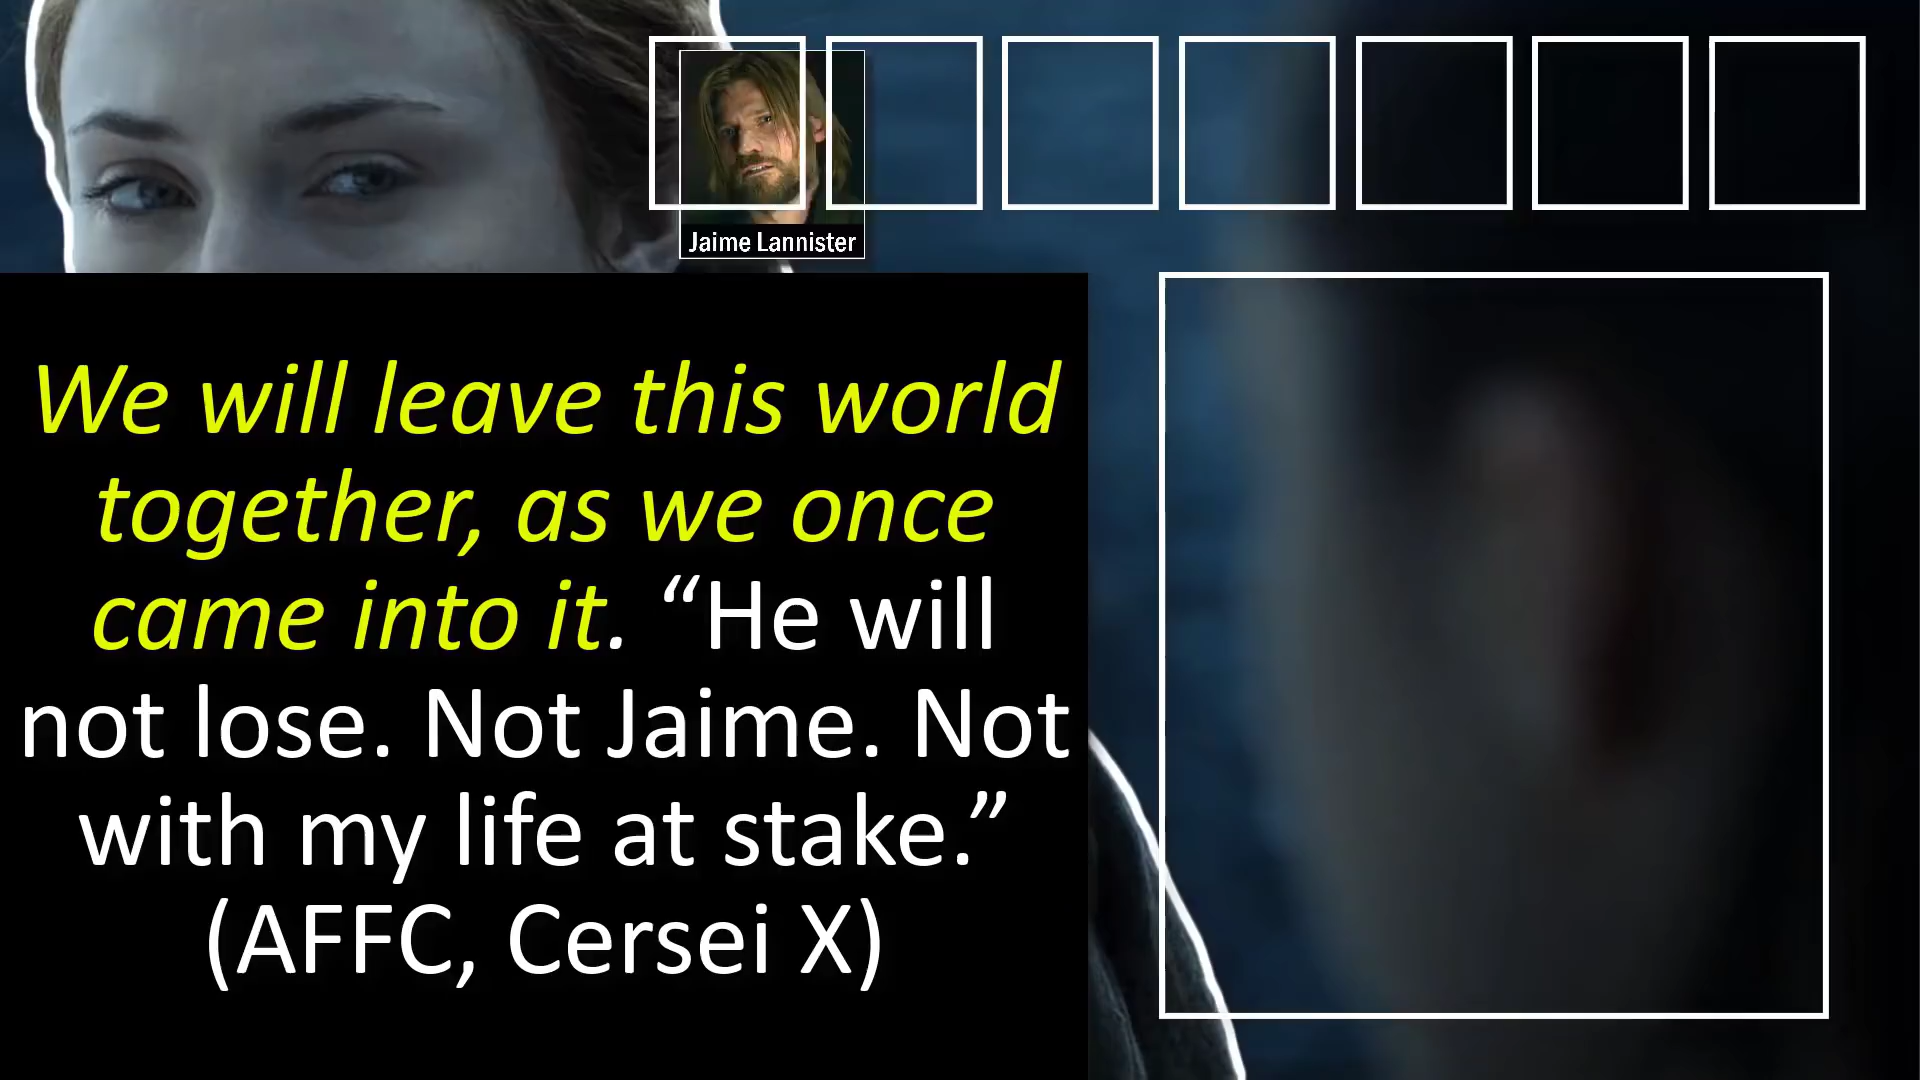 Jaime Lannister
We will leave this world
together, as we once
came into it. “He will
not lose. Not Jaime. Not
with my life at stake.”
(AFFC, Cersei X)